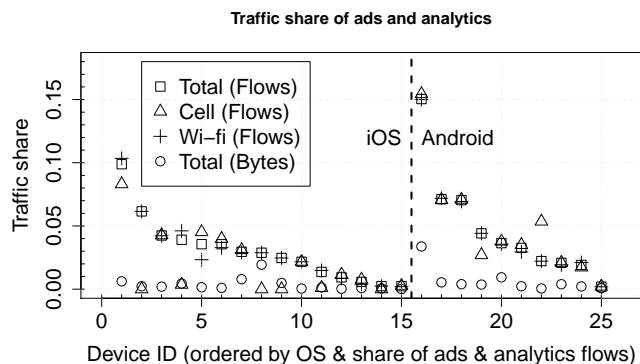 Traffic share of ads and analytics
Total (Flows)
Cell (Flows)
Wi−fi (Flows)
Total (Bytes)
iOS
Android
Traffic share
0.00
0.05
0.10
0.15
0
5
10
15
20
25
Device ID (ordered by OS & share of ads & analytics flows)